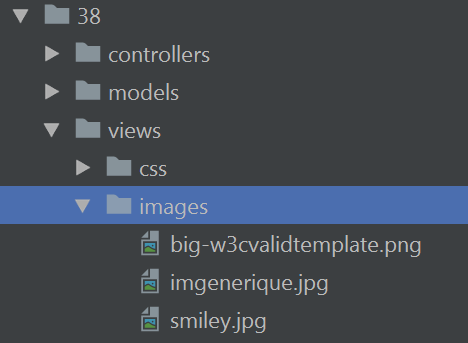 38
controllers
models
views
css
images
big-w3cvalidtemplate.png
imgenerique.jpg
smiley.jpg